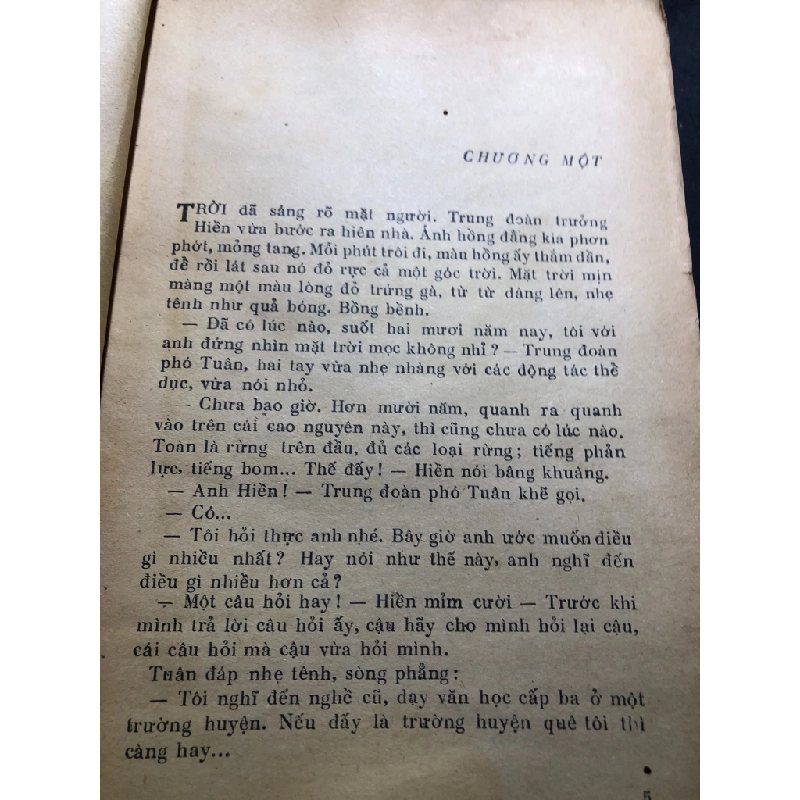 CHƯƠNG MỘT
TRỜI đã sáng rõ mặt người. Trung đoàn trưởng
Hiền vừa bước ra hiên nhà. Ánh hồng đằng kia phơn
phớt, mỏng tang. Mỗi phút trôi đi, màu hồng ấy thắm dần,
để rồi lát sau nó đỏ rực cả một góc trời. Mặt trời mịn
màng một màu lòng đỏ trứng gà, từ từ dâng lên, nhẹ
tênh như quả bóng. Bồng bềnh.
— Đã có lúc nào, suốt hai mươi năm nay, tôi với
anh đứng nhìn mặt trời mọc không nhỉ? — Trung đoàn
phó Tuân, hai tay vừa nhẹ nhàng với các động tác thể
dục, vừa nói nhỏ.
— Chưa bao giờ. Hơn mười năm, quanh ra quanh
vào trên cái cao nguyên này, thì cũng chưa có lúc nào.
Toàn là rừng trên đầu, đủ các loại rừng; tiếng phản
lực, tiếng bom... Thế đấy! — Hiền nói bâng khuâng.
— Anh Hiền! — Trung đoàn phó Tuân khẽ gọi.
— Có...
— Tôi hỏi thực anh nhé. Bây giờ anh ước muốn điều
gì nhiều nhất? Hay nói như thế này, anh nghĩ đến
điều gì nhiều hơn cả?
— Một câu hỏi hay! — Hiền mỉm cười — Trước khi
mình trả lời câu hỏi ấy, cậu hãy cho mình hỏi lại cậu,
cái câu hỏi mà cậu vừa hỏi mình.
Tuân đáp nhẹ tênh, sòng phẳng:
— Tôi nghĩ đến nghề cũ, dạy văn học cấp ba ở một
trường huyện. Nếu đấy là trường huyện quê tôi thì
càng hay...
5